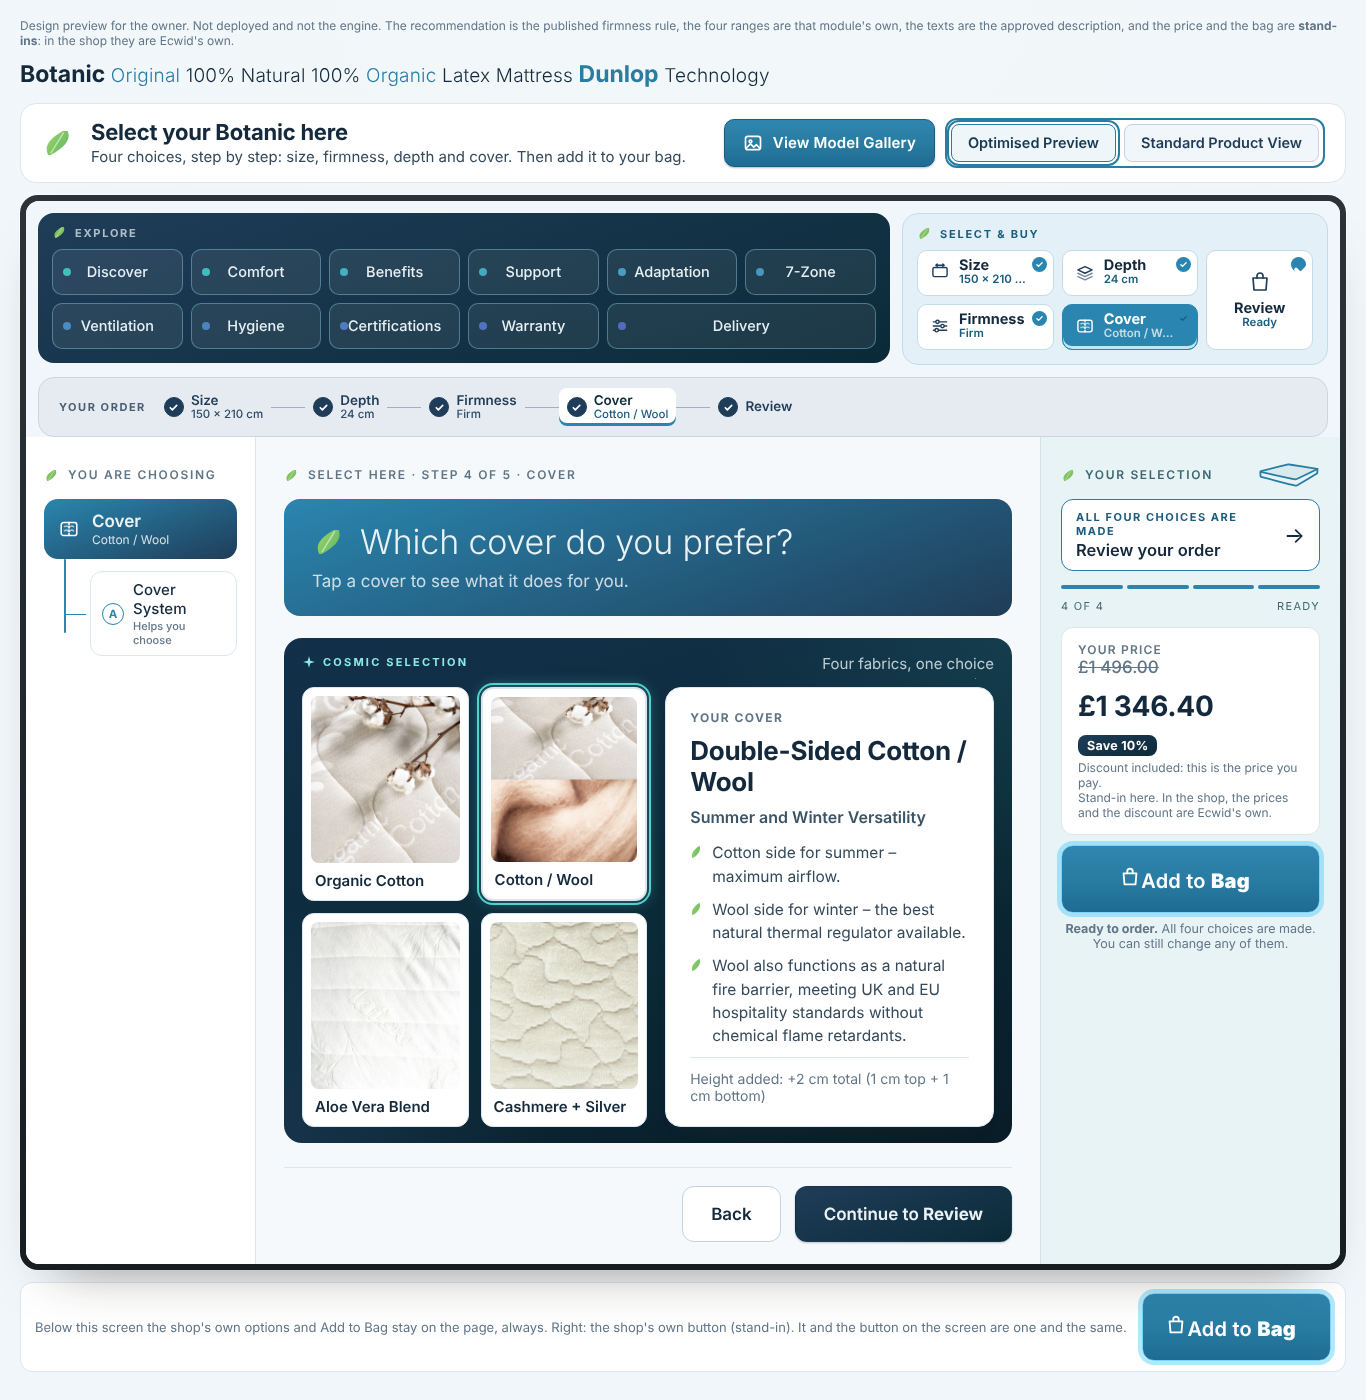 Design preview for the owner. Not deployed and not the engine. The recommendation is the published firmness rule, the four ranges are that module's own, the texts are the approved description, and the price and the bag are stand-
ins: in the shop they are Ecwid's own.
Botanic Original 100% Natural 100% Organic Latex Mattress Dunlop Technology
Select your Botanic here
Four choices, step by step: size, firmness, depth and cover. Then add it to your bag.
View Model Gallery
Optimised Preview
Standard Product View
EXPLORE
Discover
Comfort
Benefits
Support
Adaptation
7-Zone
Ventilation
Hygiene
Certifications
Warranty
Delivery
SELECT & BUY
Size
150 × 210 ...
Depth
24 cm
Firmness
Firm
Cover
Cotton / W...
Review
Ready
YOUR ORDER
Size
150 × 210 cm
Depth
24 cm
Firmness
Firm
Cover
Cotton / Wool
Review
YOU ARE CHOOSING
Cover
Cotton / Wool
A
Cover
System
Helps you
choose
SELECT HERE · STEP 4 OF 5 · COVER
Which cover do you prefer?
Tap a cover to see what it does for you.
COSMIC SELECTION
Four fabrics, one choice
Organic Cotton
Cotton / Wool
Aloe Vera Blend
Cashmere + Silver
YOUR COVER
Double-Sided Cotton /
Wool
Summer and Winter Versatility
Cotton side for summer –
maximum airflow.
Wool side for winter – the best
natural thermal regulator available.
Wool also functions as a natural
fire barrier, meeting UK and EU
hospitality standards without
chemical flame retardants.
Height added: +2 cm total (1 cm top + 1
cm bottom)
Back
Continue to Review
YOUR SELECTION
ALL FOUR CHOICES ARE
MADE
Review your order
4 OF 4
READY
YOUR PRICE
£1 496.00
£1 346.40
Save 10%
Discount included: this is the price you
pay.
Stand-in here. In the shop, the prices
and the discount are Ecwid's own.
Add to Bag
Ready to order. All four choices are made.
You can still change any of them.
Below this screen the shop's own options and Add to Bag stay on the page, always. Right: the shop's own button (stand-in). It and the button on the screen are one and the same.
Add to Bag